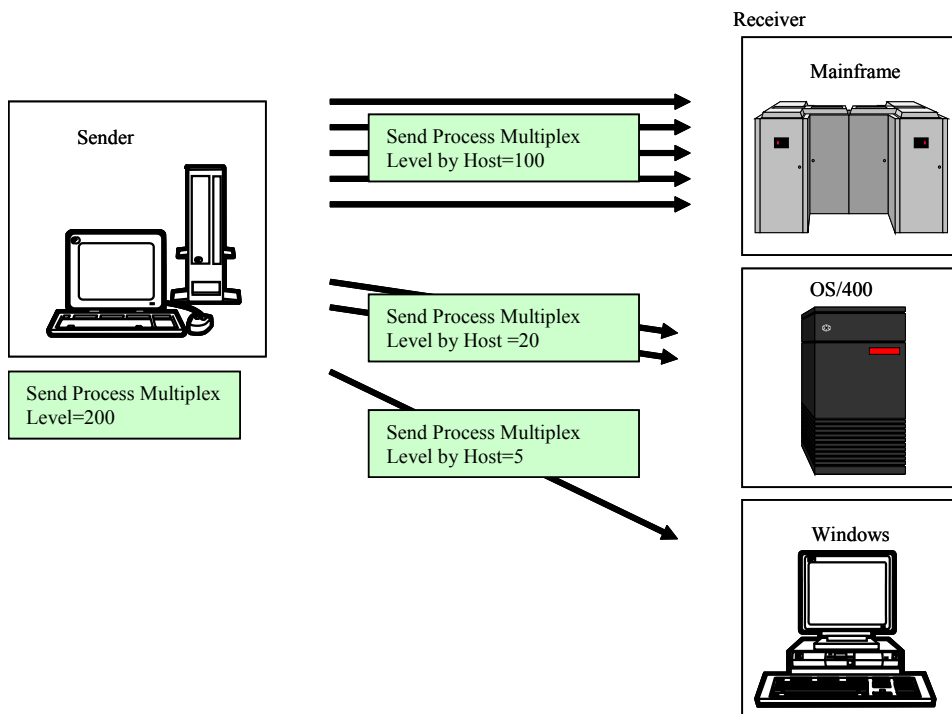 Receiver
Mainframe
Sender
Send Process Multiplex
Level by Host=100
OS/400
Send Process Multiplex
Level by Host =20
Send Process Multiplex
Level=200
Send Process Multiplex
Level by Host=5
Windows